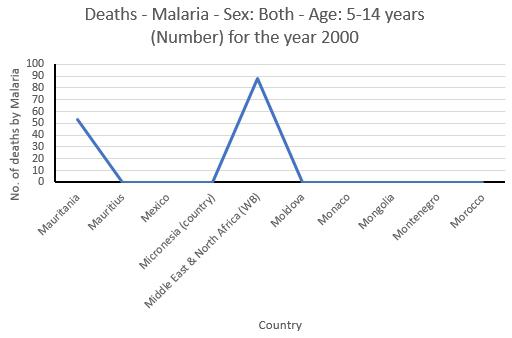 Deaths - Malaria - Sex: Both - Age: 5-14 years
(Number) for the year 2000
No. of deaths by Malaria
100
90
80
70
60
50
40
30
20
10
0
Mauritania
Mauritius
Mexico
Micronesia (country)
Middle East & North Africa (WB)
Moldova
Monaco
Mongolia
Montenegro
Morocco
Country